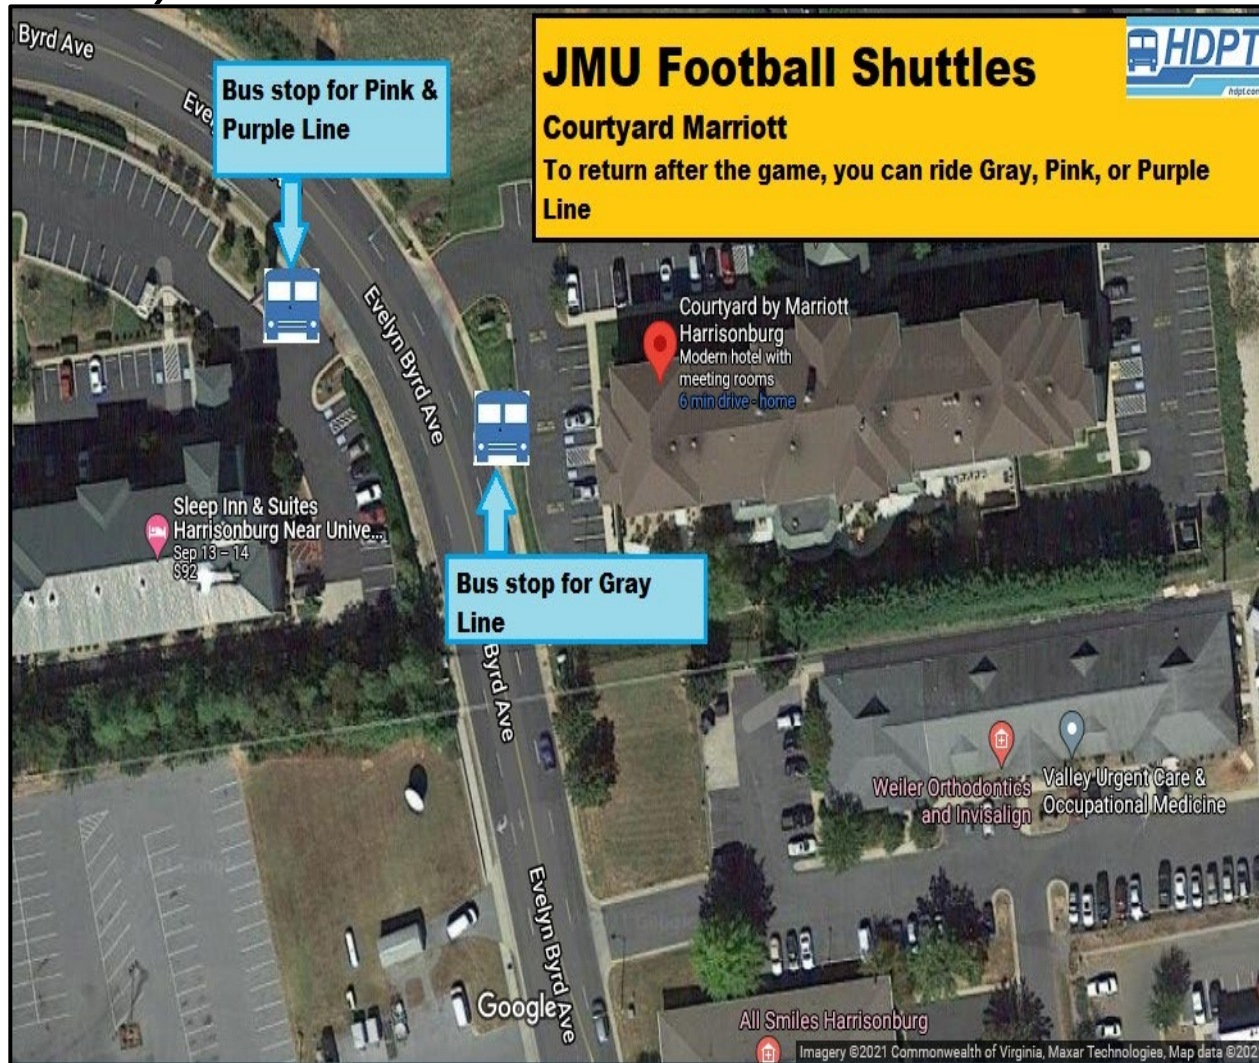 JMU Football Shuttles
HDPT
hdpt.com
Courtyard Marriott
To return after the game, you can ride Gray, Pink, or Purple
Line
Byrd Ave
Bus stop for Pink &
Purple Line
Evelyn Byrd Ave
Courtyard by Marriott
Harrisonburg
Modern hotel with
meeting rooms
6 min drive - home
Sleep Inn & Suites
Harrisonburg Near Unive...
Sep 13 – 14
$92
Bus stop for Gray
Line
Byrd Ave
Weiler Orthodontics
and Invisalign
Valley Urgent Care &
Occupational Medicine
Evelyn Byrd Ave
Google
All Smiles Harrisonburg
Imagery ©2021 Commonwealth of Virginia, Maxar Technologies, Map data ©202